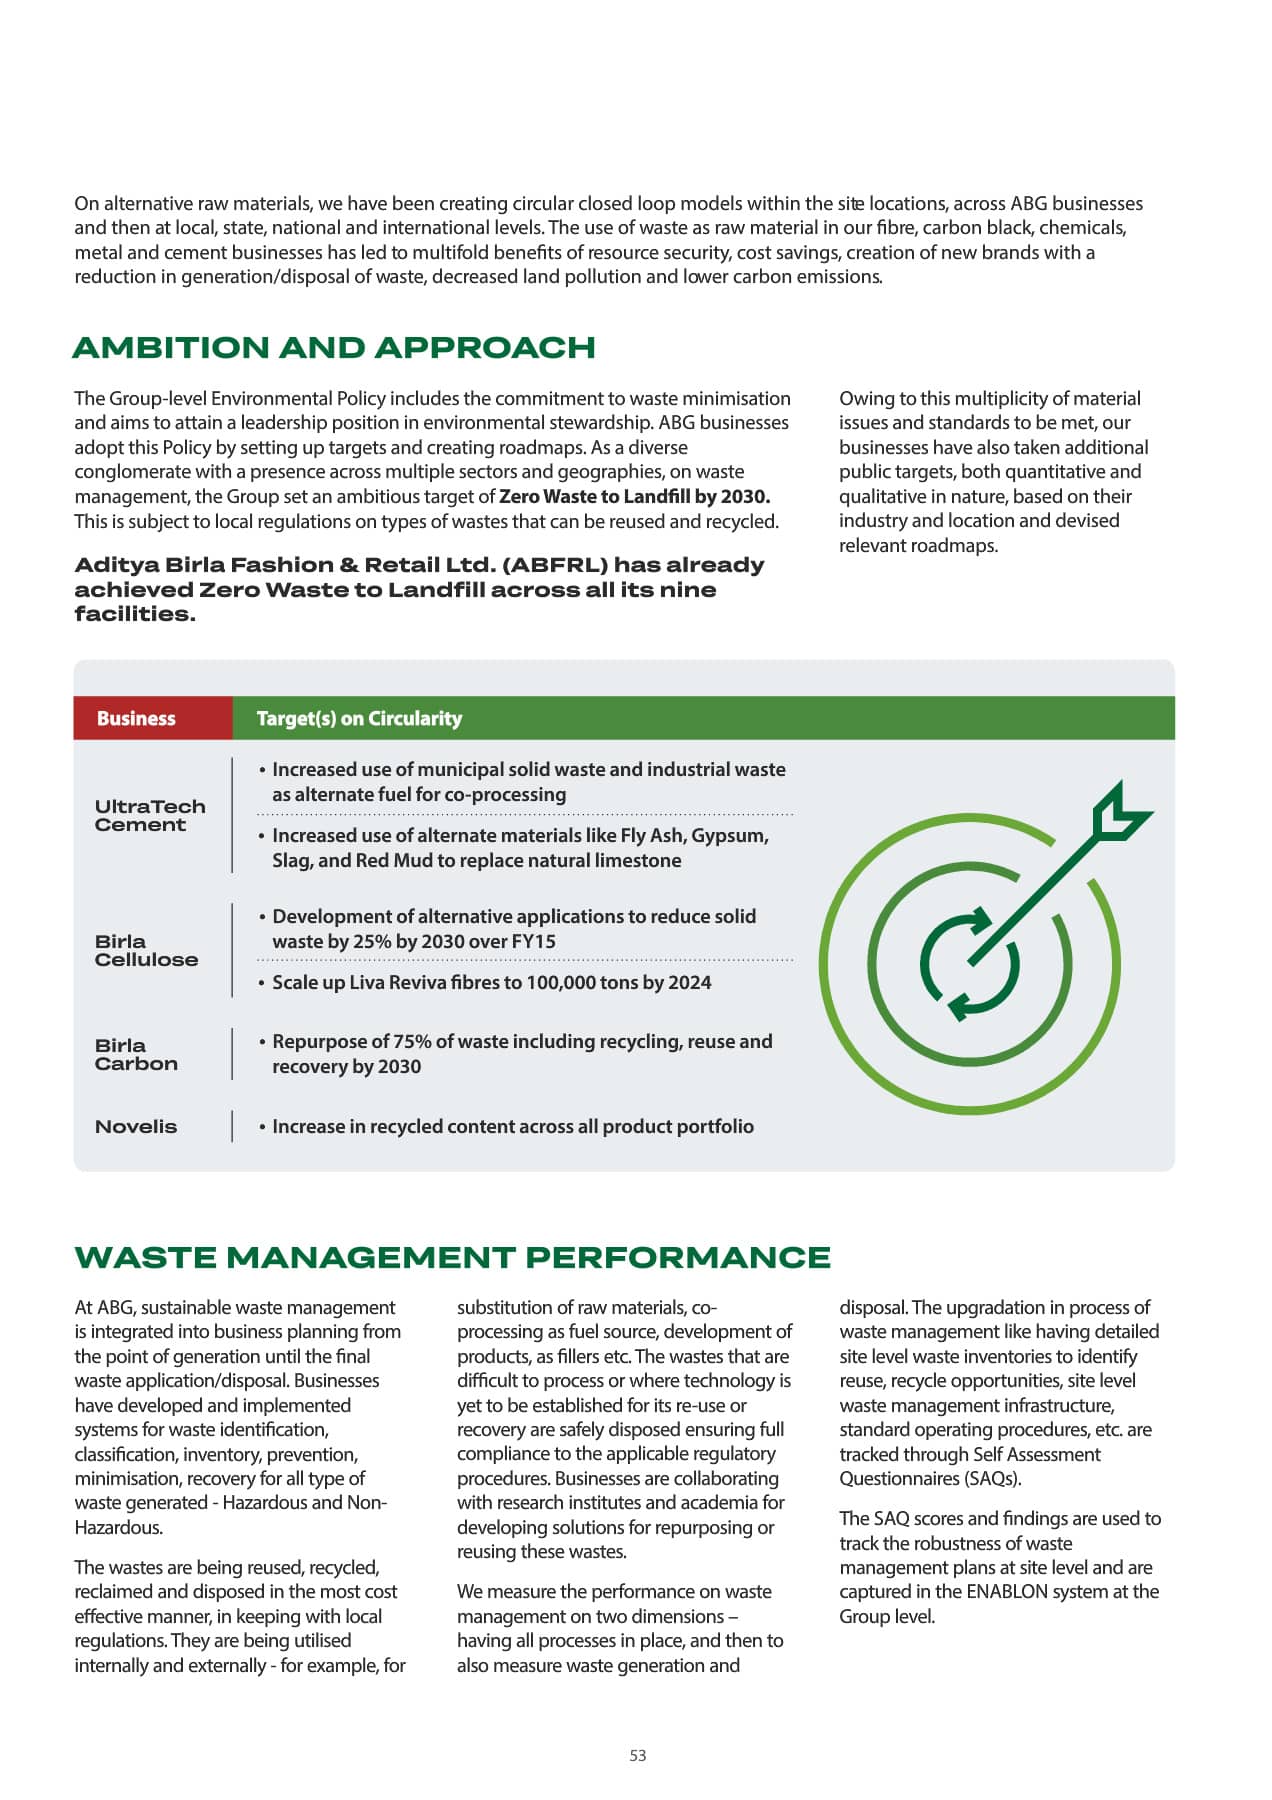 On alternative raw materials, we have been creating circular closed loop models within the site locations, across ABG businesses
and then at local, state, national and international levels. The use of waste as raw material in our fibre, carbon black, chemicals,
metal and cement businesses has led to multifold benefits of resource security, cost savings, creation of new brands with a
reduction in generation/disposal of waste, decreased land pollution and lower carbon emissions.
AMBITION AND APPROACH
The Group-level Environmental Policy includes the commitment to waste minimisation
and aims to attain a leadership position in environmental stewardship. ABG businesses
adopt this Policy by setting up targets and creating roadmaps. As a diverse
conglomerate with a presence across multiple sectors and geographies, on waste
management, the Group set an ambitious target of Zero Waste to Landfill by 2030.
This is subject to local regulations on types of wastes that can be reused and recycled.
Aditya Birla Fashion & Retail Ltd. (ABFRL) has already
achieved Zero Waste to Landfill across all its nine
facilities.
Owing to this multiplicity of material
issues and standards to be met, our
businesses have also taken additional
public targets, both quantitative and
qualitative in nature, based on their
industry and location and devised
relevant roadmaps.
Business
Target(s) on Circularity
UltraTech
Cement
• Increased use of municipal solid waste and industrial waste
as alternate fuel for co-processing
• Increased use of alternate materials like Fly Ash, Gypsum,
Slag, and Red Mud to replace natural limestone
Birla
Cellulose
• Development of alternative applications to reduce solid
waste by 25% by 2030 over FY15
• Scale up Liva Reviva fibres to 100,000 tons by 2024
Birla
Carbon
• Repurpose of 75% of waste including recycling, reuse and
recovery by 2030
Novelis
• Increase in recycled content across all product portfolio
WASTE MANAGEMENT PERFORMANCE
At ABG, sustainable waste management
is integrated into business planning from
the point of generation until the final
waste application/disposal. Businesses
have developed and implemented
systems for waste identification,
classification, inventory, prevention,
minimisation, recovery for all type of
waste generated - Hazardous and Non-
Hazardous.
The wastes are being reused, recycled,
reclaimed and disposed in the most cost
effective manner, in keeping with local
regulations. They are being utilised
internally and externally - for example, for
substitution of raw materials, co-
processing as fuel source, development of
products, as fillers etc. The wastes that are
difficult to process or where technology is
yet to be established for its re-use or
recovery are safely disposed ensuring full
compliance to the applicable regulatory
procedures. Businesses are collaborating
with research institutes and academia for
developing solutions for repurposing or
reusing these wastes.
We measure the performance on waste
management on two dimensions –
having all processes in place, and then to
also measure waste generation and
disposal. The upgradation in process of
waste management like having detailed
site level waste inventories to identify
reuse, recycle opportunities, site level
waste management infrastructure,
standard operating procedures, etc. are
tracked through Self Assessment
Questionnaires (SAQs).
The SAQ scores and findings are used to
track the robustness of waste
management plans at site level and are
captured in the ENABLON system at the
Group level.
53